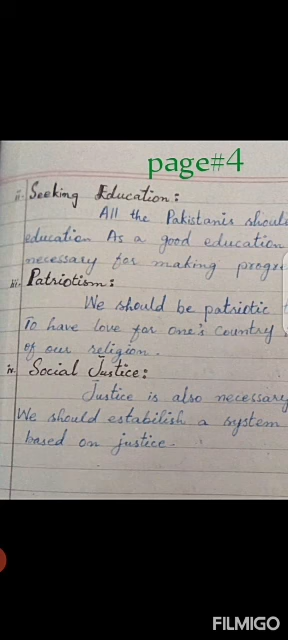 page#4
ii. Seeking Education:
All the Pakistanis should
education As a good education
necessary for making progre
iii. Patriotism:
We should be patriotic t
To have love for one's country
of our religion.
iv. Social Justice:
Justice is also necessary
We should estabilish a system
based on justice.
FILMIGO